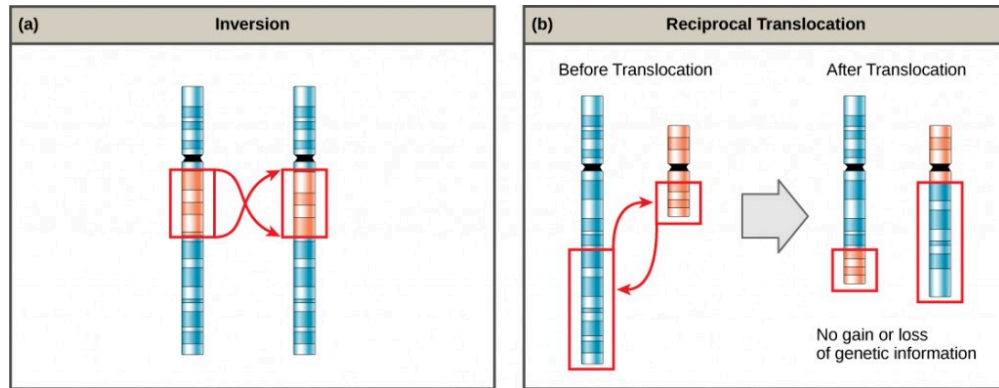 (a) Inversion
(b) Reciprocal Translocation
Before Translocation
After Translocation
No gain or loss
of genetic information